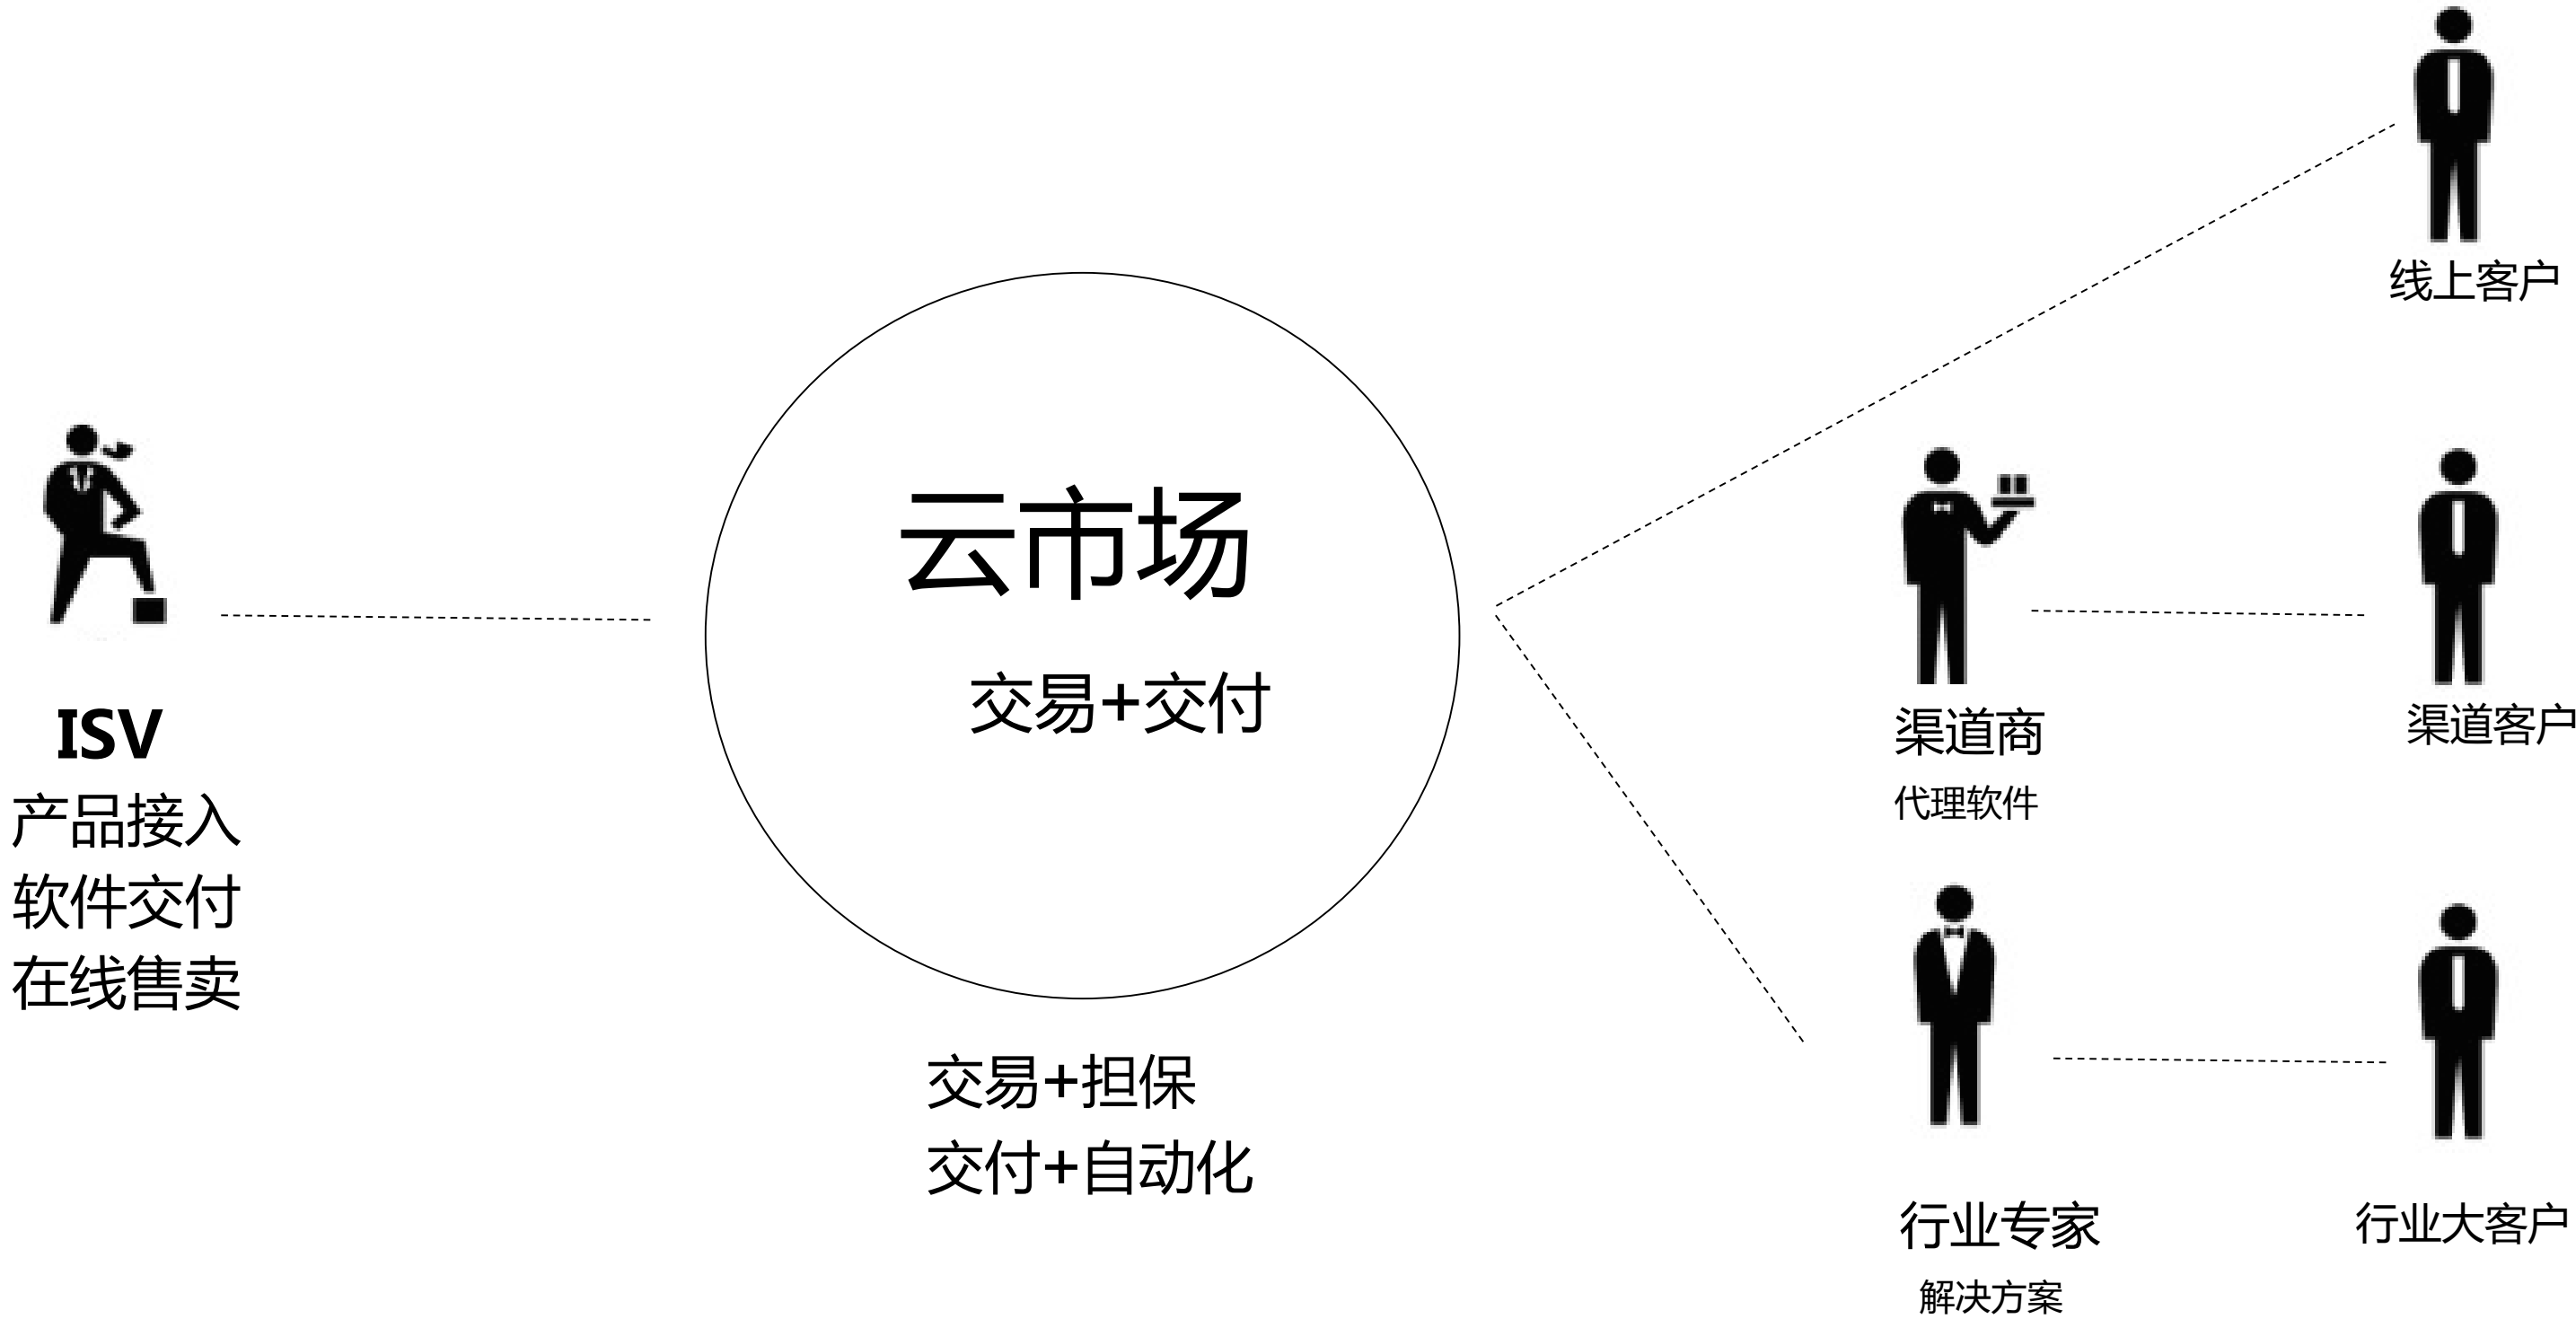 ISV
产品接入
软件交付
在线售卖
云市场
交易+交付
交易+担保
交付+自动化
线上客户
渠道商
代理软件
渠道客户
行业专家
解决方案
行业大客户